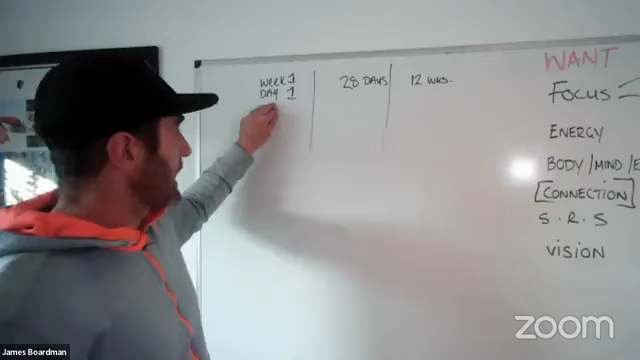 WEEK 1
DAY 1
28 DAYS
12 WKS.
WANT
FOCUS
ENERGY
BODY / MIND / E
[CONNECTION]
S.R.S
VISION
zoom
James Boardman